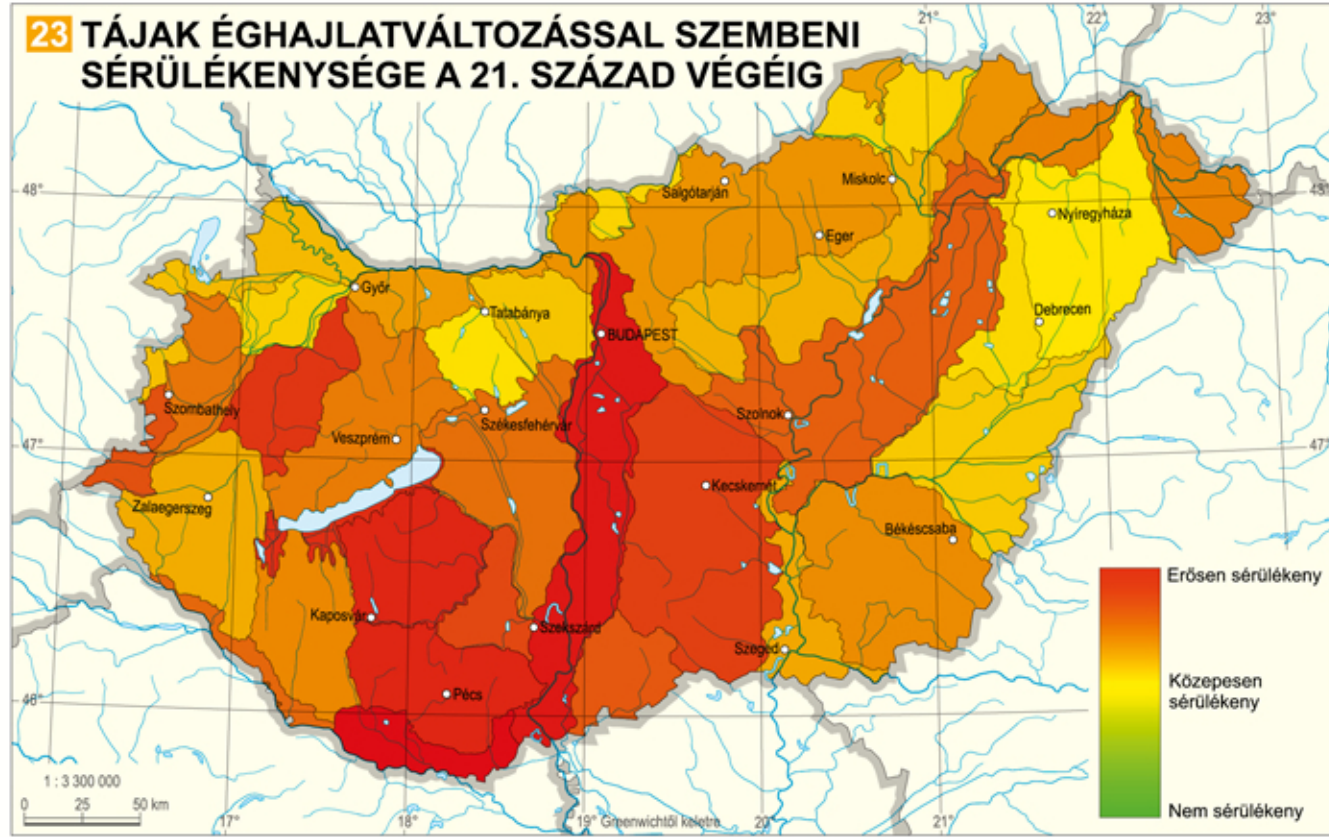 23 TÁJAK ÉGHAJLATVÁLTOZÁSSAL SZEMBENI
SÉRÜLÉKENYSÉGE A 21. SZÁZAD VÉGÉIG
21°
22°
23°
48°
48°
Salgótarján
Miskolc
Nyíregyháza
Eger
Győr
Tatabánya
BUDAPEST
Debrecen
Szombathely
Székesfehérvár
Szolnok
Veszprém
47°
47°
Kecskemét
Zalaegerszeg
Békéscsaba
Erősen sérülékeny
Kaposvár
Szekszárd
Szeged
46°
Pécs
Közepesen
sérülékeny
1 : 3 300 000
0 25 50 km
Nem sérülékeny
17°
18°
19° Greenwichtől keletre
20°
21°